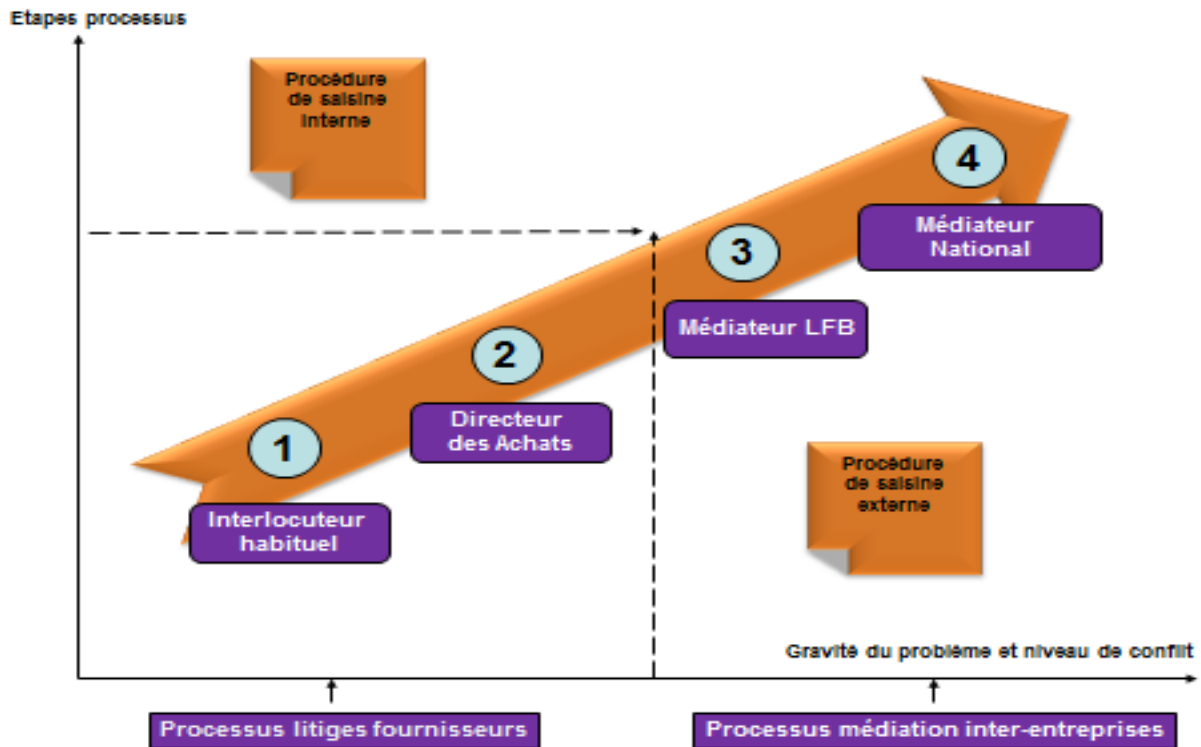 Etapes processus
Procédure
de saisine
interne
4
Médiateur
National
3
Médiateur LFB
2
Directeur
des Achats
1
Interlocuteur
habituel
Procédure
de saisine
externe
Gravité du problème et niveau de conflit
Processus litiges fournisseurs
Processus médiation inter-entreprises